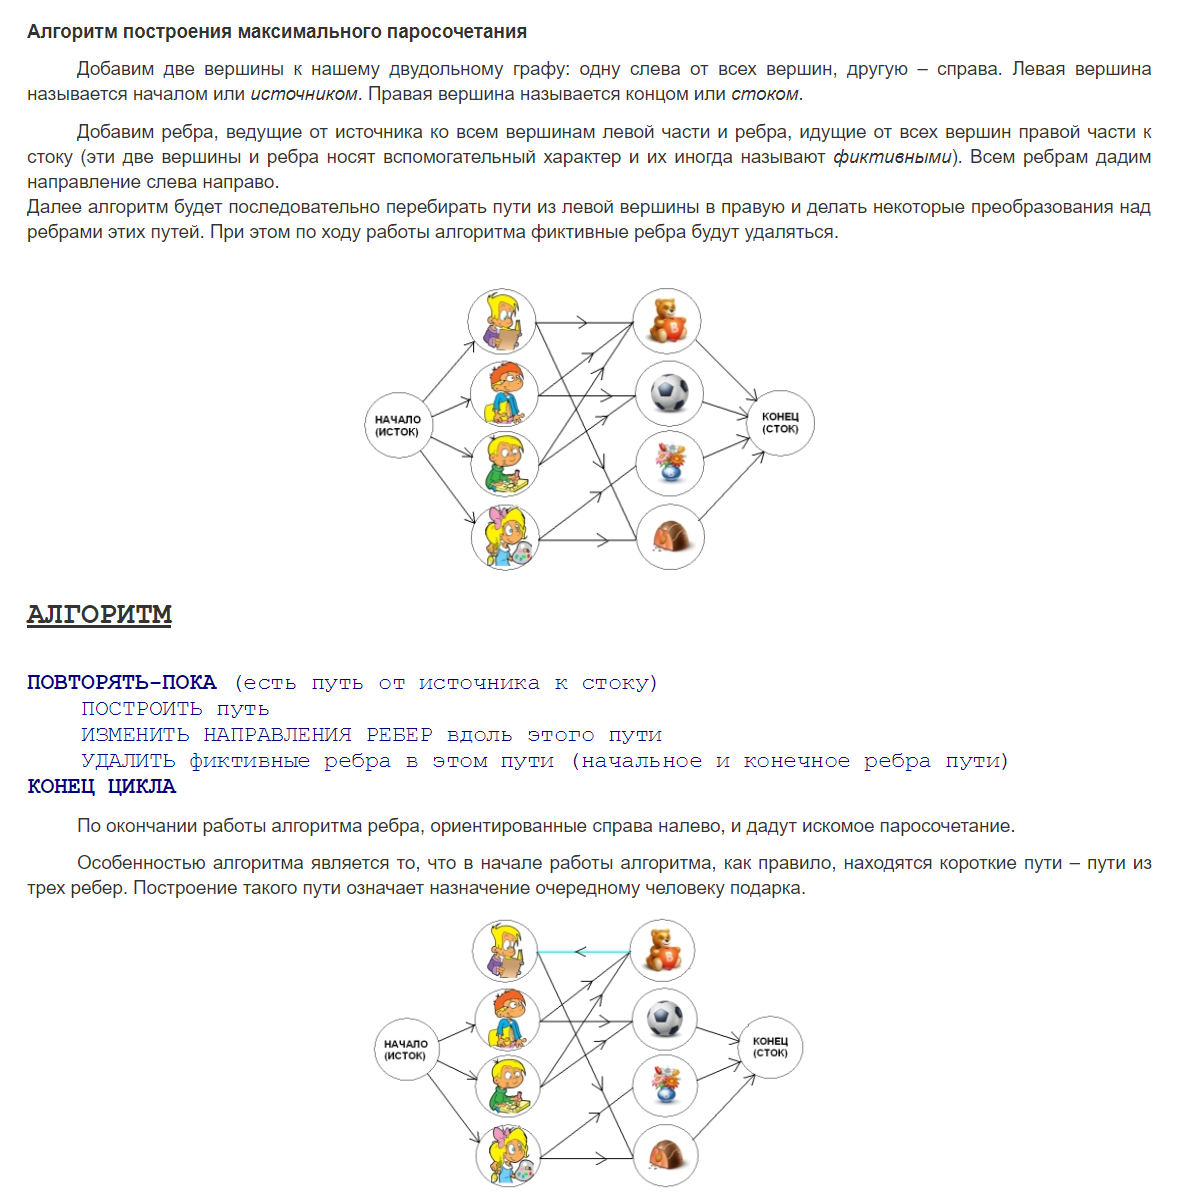 Алгоритм построения максимального паросочетания
Добавим две вершины к нашему двудольному графу: одну слева от всех вершин, другую – справа. Левая вершина
называется началом или источником. Правая вершина называется концом или стоком.
Добавим ребра, ведущие от источника ко всем вершинам левой части и ребра, идущие от всех вершин правой части к
стоку (эти две вершины и ребра носят вспомогательный характер и их иногда называют фиктивными). Всем ребрам дадим
направление слева направо.
Далее алгоритм будет последовательно перебирать пути из левой вершины в правую и делать некоторые преобразования над
ребрами этих путей. При этом по ходу работы алгоритма фиктивные ребра будут удаляться.
НАЧАЛО
(ИСТОК)
КОНЕЦ
(СТОК)
АЛГОРИТМ
ПОВТОРЯТЬ-ПОКА (есть путь от источника к стоку)
ПОСТРОИТЬ путь
ИЗМЕНИТЬ НАПРАВЛЕНИЯ РЕБЕР вдоль этого пути
УДАЛИТЬ фиктивные ребра в этом пути (начальное и конечное ребра пути)
КОНЕЦ ЦИКЛА
По окончании работы алгоритма ребра, ориентированные справа налево, и дадут искомое паросочетание.
Особенностью алгоритма является то, что в начале работы алгоритма, как правило, находятся короткие пути – пути из
трех ребер. Построение такого пути означает назначение очередному человеку подарка.
НАЧАЛО
(ИСТОК)
КОНЕЦ
(СТОК)